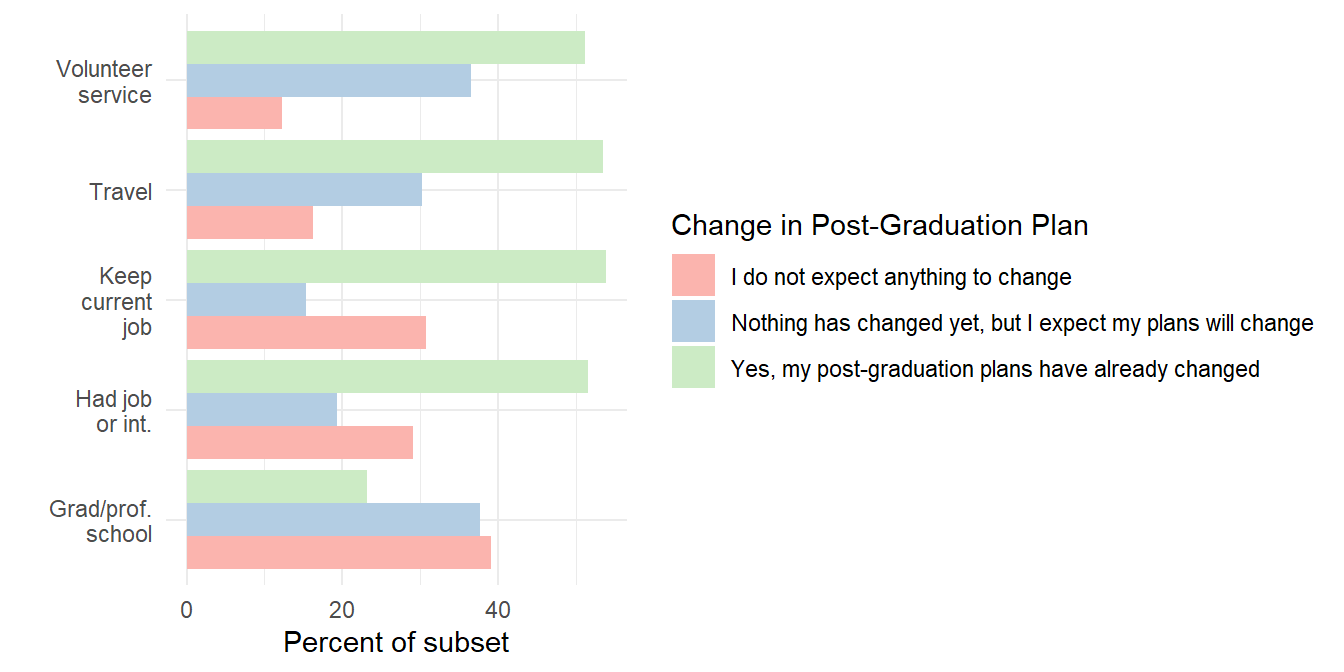 Volunteer
service
Travel
Keep
current
job
Had job
or int.
Grad/prof.
school
0
20
40
Percent of subset
Change in Post-Graduation Plan
I do not expect anything to change
Nothing has changed yet, but I expect my plans will change
Yes, my post-graduation plans have already changed